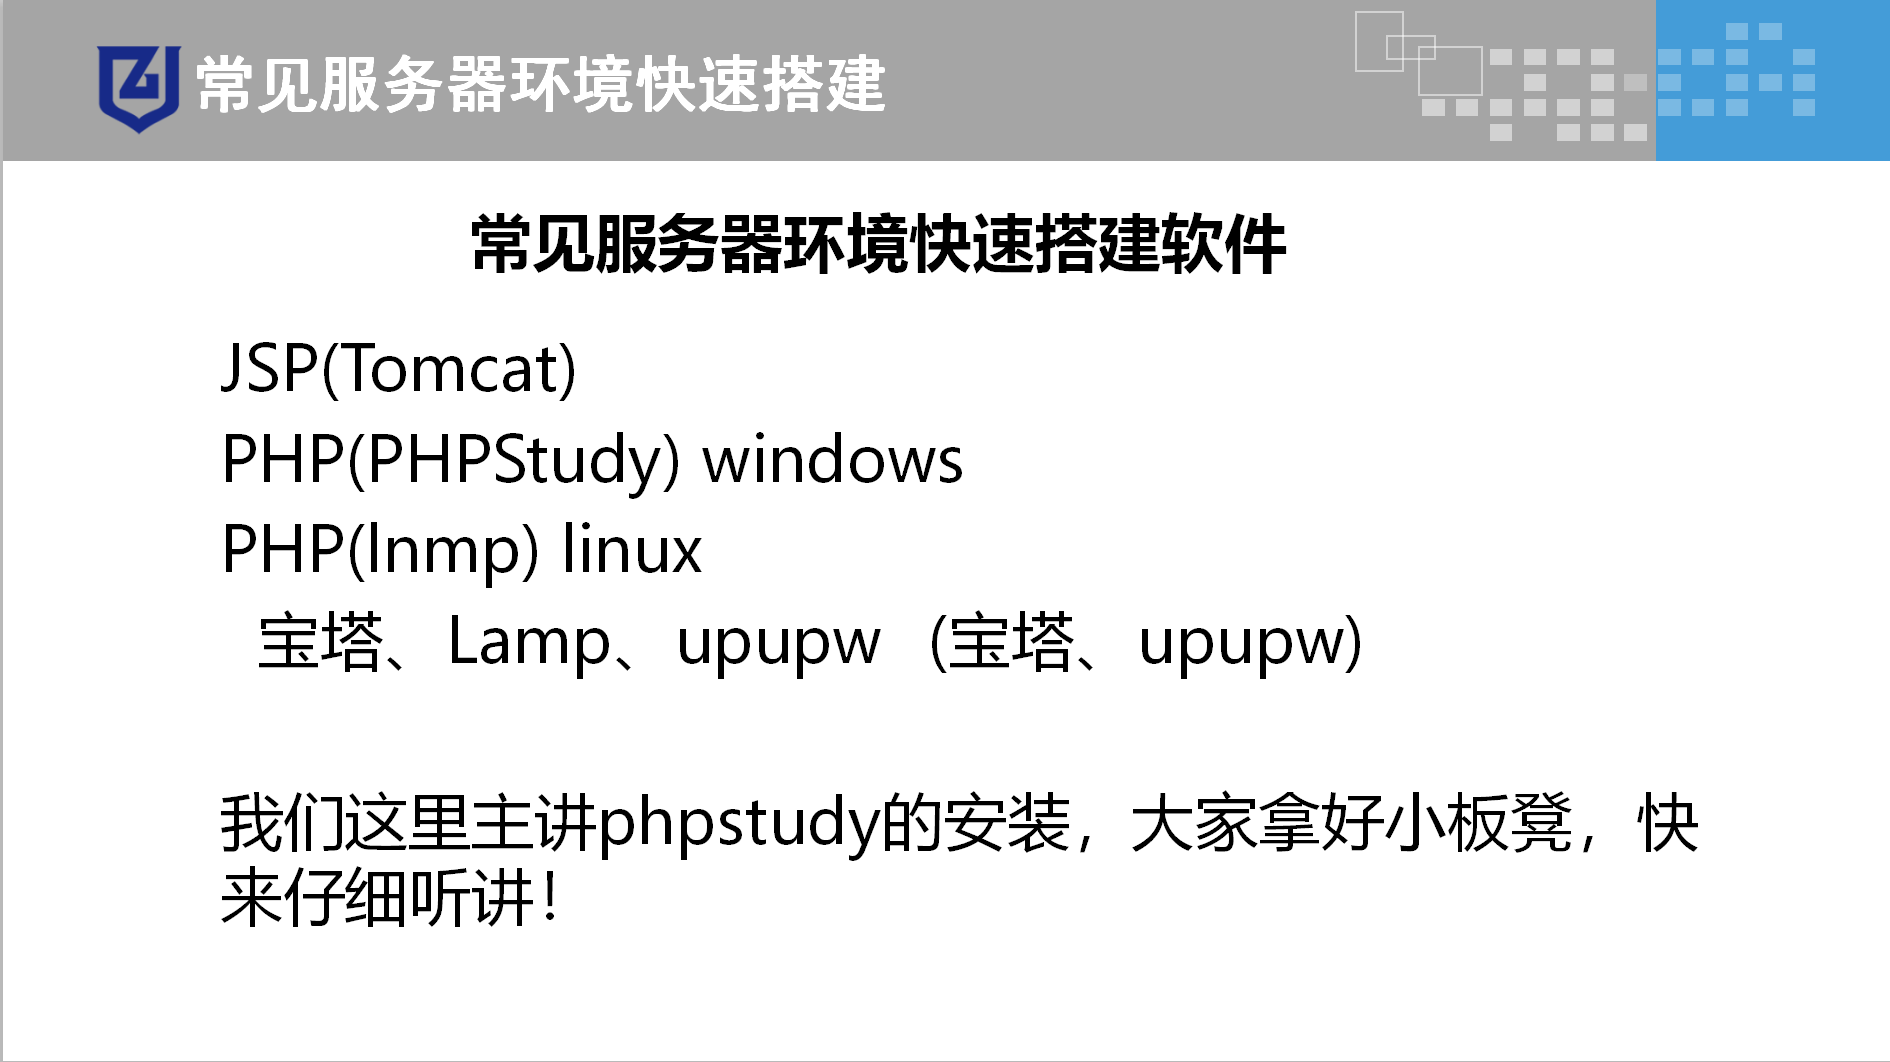 常见服务器环境快速搭建
常见服务器环境快速搭建软件
JSP(Tomcat)
PHP(PHPStudy) windows
PHP(lnmp) linux
宝塔、Lamp、upupw (宝塔、upupw)
我们这里主讲phpstudy的安装，大家拿好小板凳，快
来仔细听讲！